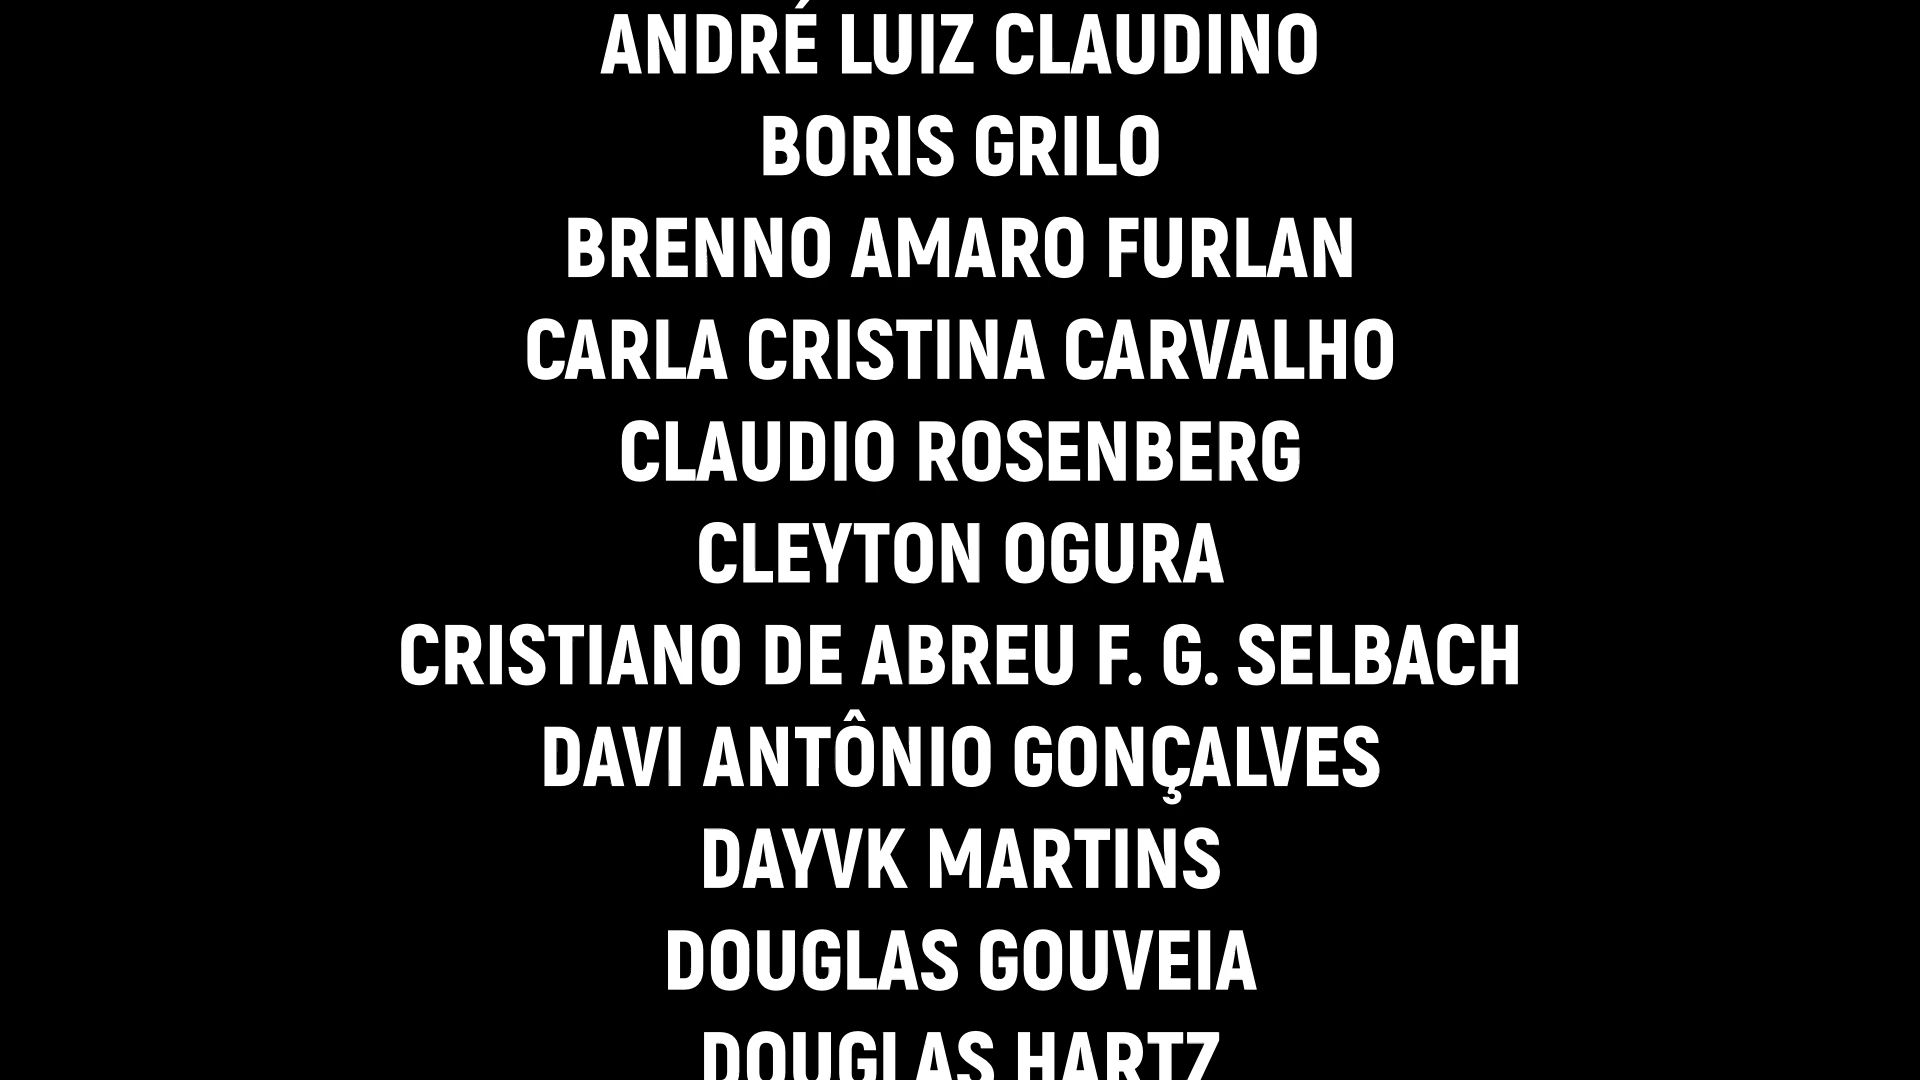 ANDRÉ LUIZ CLAUDINO
BORIS GRILO
BRENNO AMARO FURLAN
CARLA CRISTINA CARVALHO
CLAUDIO ROSENBERG
CLEYTON OGURA
CRISTIANO DE ABREU F. G. SELBACH
DAVI ANTÔNIO GONÇALVES
DAYVK MARTINS
DOUGLAS GOUVEIA
DOUGLAS HARTZ